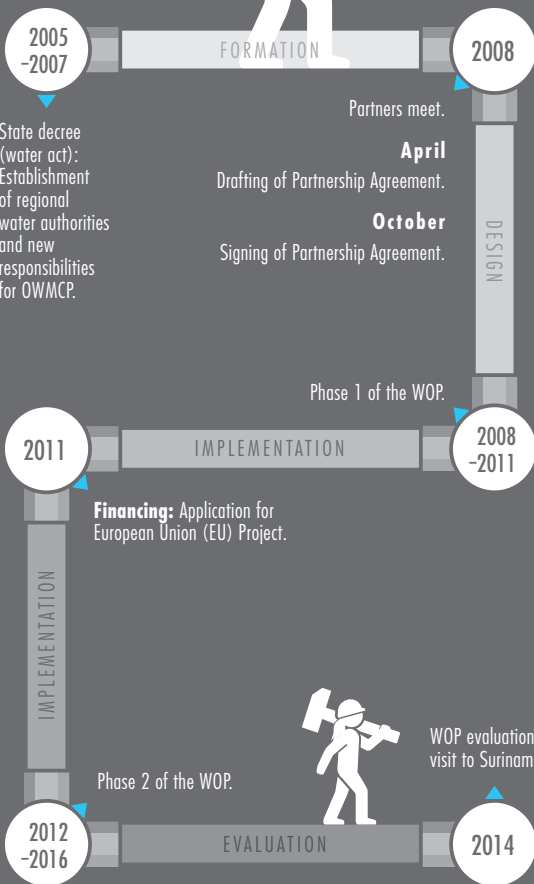 2005
–2007
FORMATION
2008
State decree
(water act):
Establishment
of regional
water authorities
and new
responsibilities
for OWMCP.
Partners meet.
April
Drafting of Partnership Agreement.
October
Signing of Partnership Agreement.
DESIGN
Phase 1 of the WOP.
2008
–2011
IMPLEMENTATION
2011
Financing: Application for
European Union (EU) Project.
IMPLEMENTATION
Phase 2 of the WOP.
2012
–2016
EVALUATION
2014
WOP evaluation
visit to Surinam